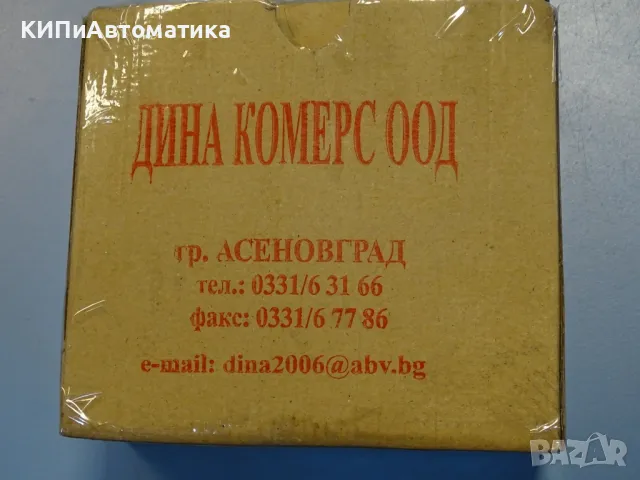 КИПиАвтоматика
ДИНА КОМЕРС ООД
гр. АСЕНОВГРАД
тел.: 0331/6 31 66
факс: 0331/6 77 86
e-mail: dina2006@abv.bg
BAZAR